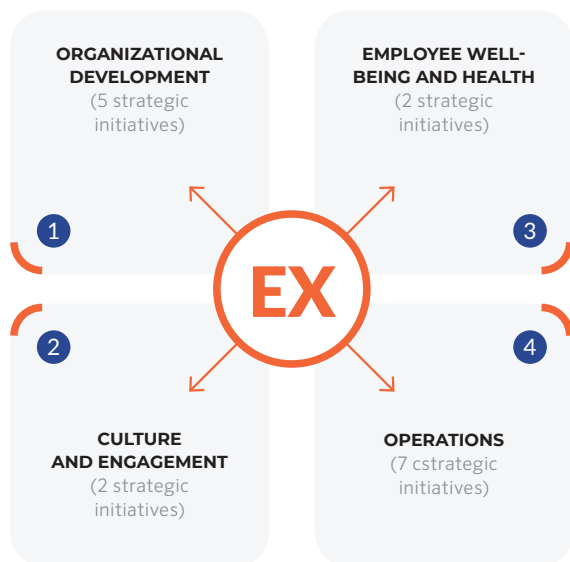 ORGANIZATIONAL
DEVELOPMENT
(5 strategic
initiatives)
1
EMPLOYEE WELL-
BEING AND HEALTH
(2 strategic
initiatives)
3
EX
2
CULTURE
AND ENGAGEMENT
(2 strategic
initiatives)
4
OPERATIONS
(7 cstrategic
initiatives)